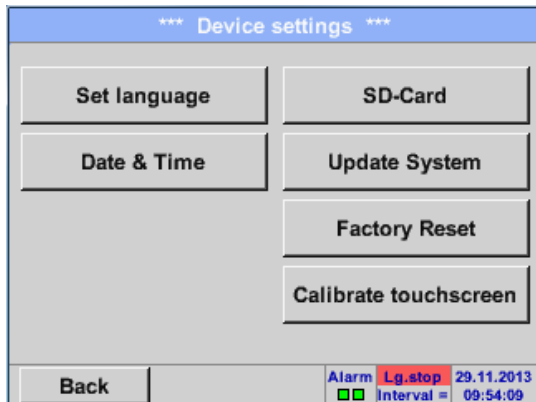 *** Device settings ***
Set language
SD-Card
Date & Time
Update System
Factory Reset
Calibrate touchscreen
Back
Alarm Lg.stop 29.11.2013
Interval = 09:54:09